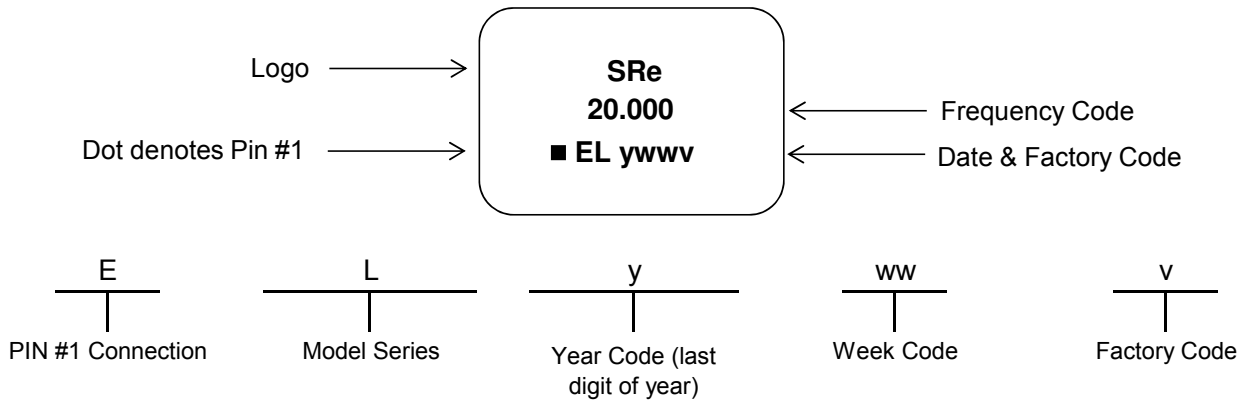 Logo
SRe
20.000
Frequency Code
Dot denotes Pin #1
■ EL ywwv
Date & Factory Code
E
L
y
ww
v
PIN #1 Connection
Model Series
Year Code (last
digit of year)
Week Code
Factory Code